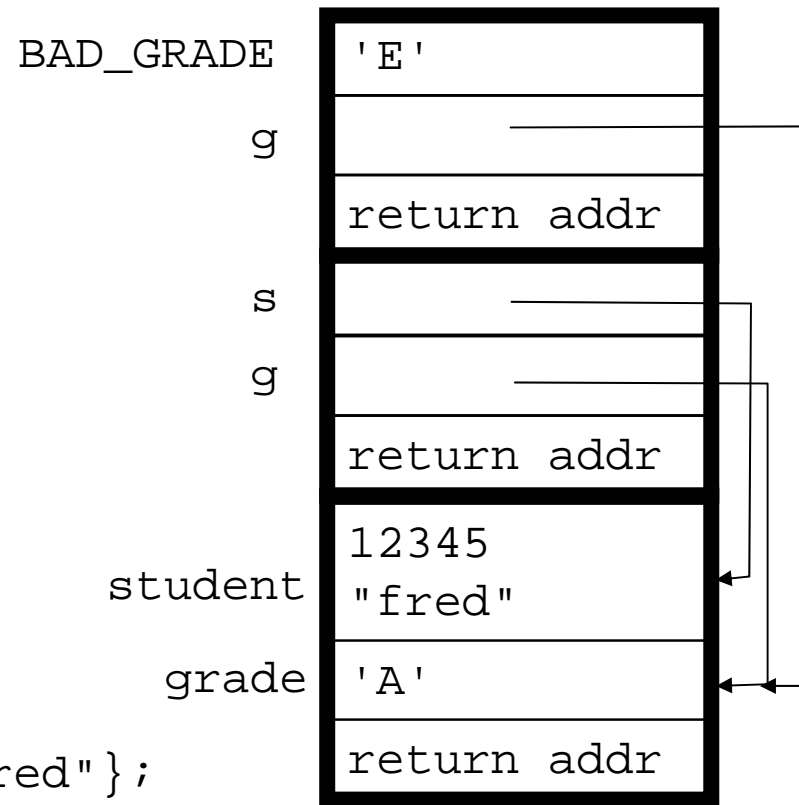 BAD_GRADE 'E'
g
return addr
s
g
return addr
12345
student "fred"
grade 'A'
red"};
return addr